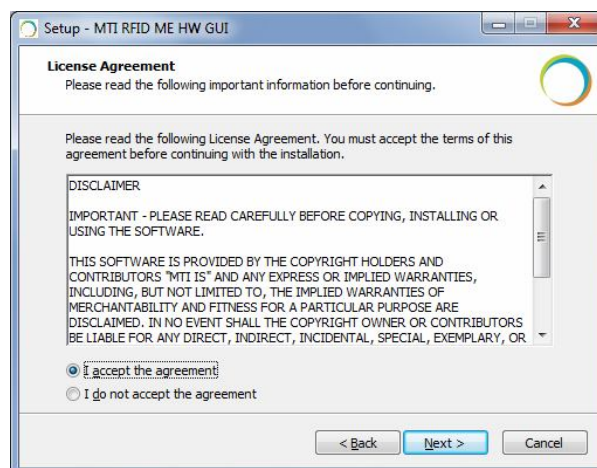 Setup - MTI RFID ME HW GUI
License Agreement
Please read the following important information before continuing.
Please read the following License Agreement. You must accept the terms of this
agreement before continuing with the installation.
DISCLAIMER
IMPORTANT - PLEASE READ CAREFULLY BEFORE COPYING, INSTALLING OR
USING THE SOFTWARE.
THIS SOFTWARE IS PROVIDED BY THE COPYRIGHT HOLDERS AND
CONTRIBUTORS "MTI IS" AND ANY EXPRESS OR IMPLIED WARRANTIES,
INCLUDING, BUT NOT LIMITED TO, THE IMPLIED WARRANTIES OF
MERCHANTABILITY AND FITNESS FOR A PARTICULAR PURPOSE ARE
DISCLAIMED. IN NO EVENT SHALL THE COPYRIGHT OWNER OR CONTRIBUTORS
BE LIABLE FOR ANY DIRECT, INDIRECT, INCIDENTAL, SPECIAL, EXEMPLARY, OR
I accept the agreement
I do not accept the agreement
< Back Next > Cancel